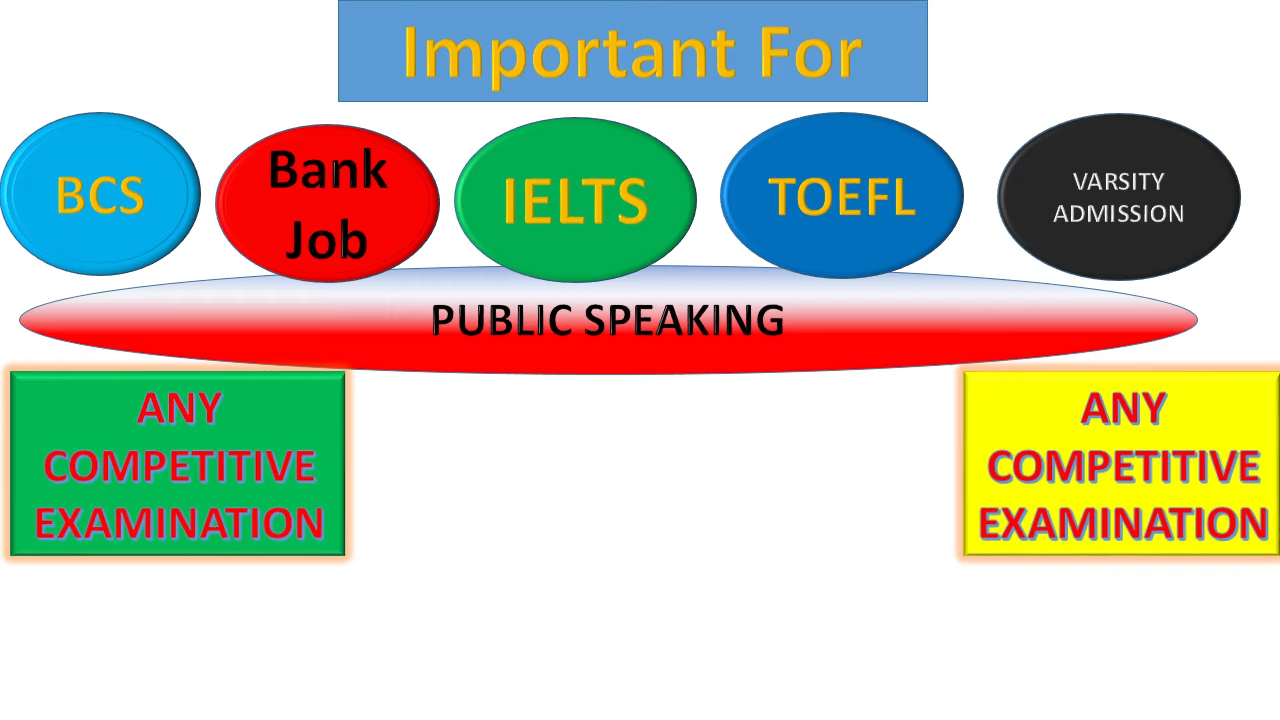 Important For
BCS
Bank
Job
IELTS
TOEFL
VARSITY
ADMISSION
PUBLIC SPEAKING
ANY
COMPETITIVE
EXAMINATION
ANY
COMPETITIVE
EXAMINATION